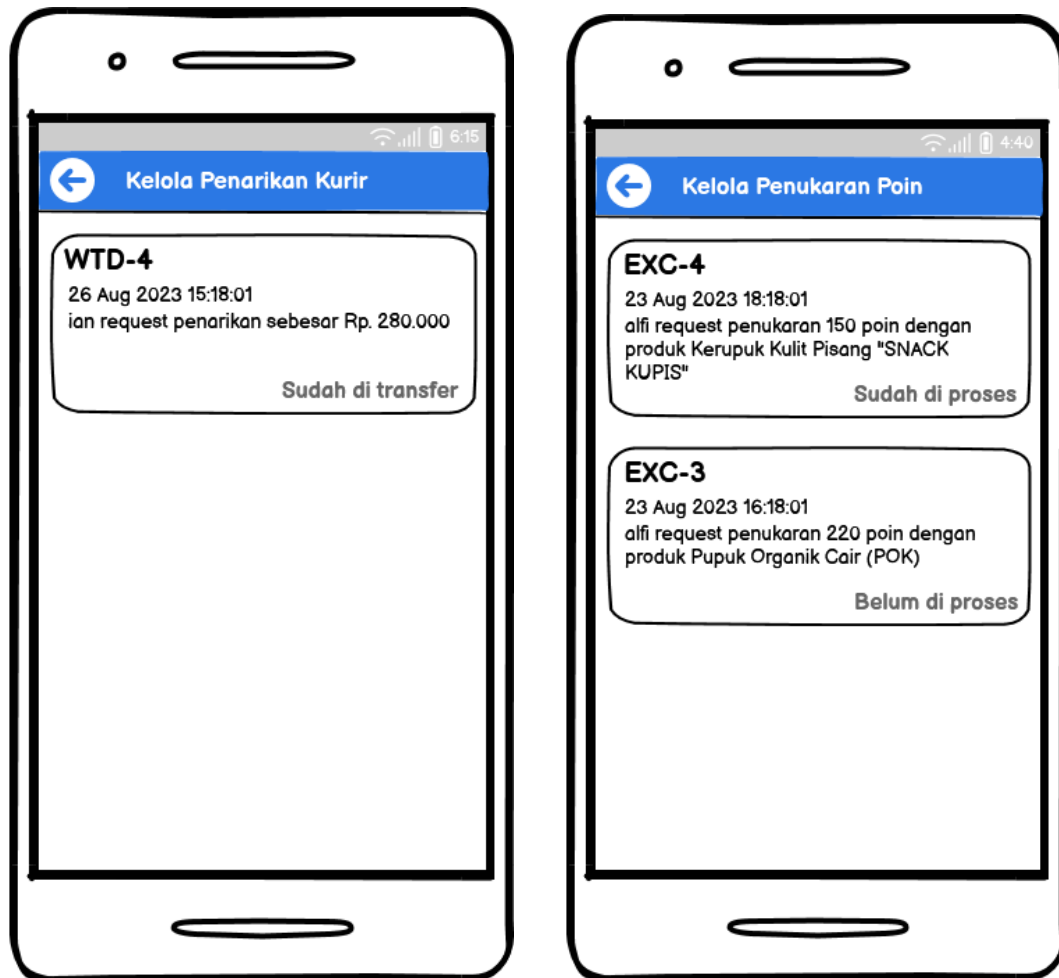 6:15
Kelola Penarikan Kurir
WTD-4
26 Aug 2023 15:18:01
ian request penarikan sebesar Rp. 280.000
Sudah di transfer
4:40
Kelola Penukaran Poin
EXC-4
23 Aug 2023 18:18:01
alfi request penukaran 150 poin dengan
produk Kerupuk Kulit Pisang "SNACK
KUPIS"
Sudah di proses
EXC-3
23 Aug 2023 16:18:01
alfi request penukaran 220 poin dengan
produk Pupuk Organik Cair (POK)
Belum di proses